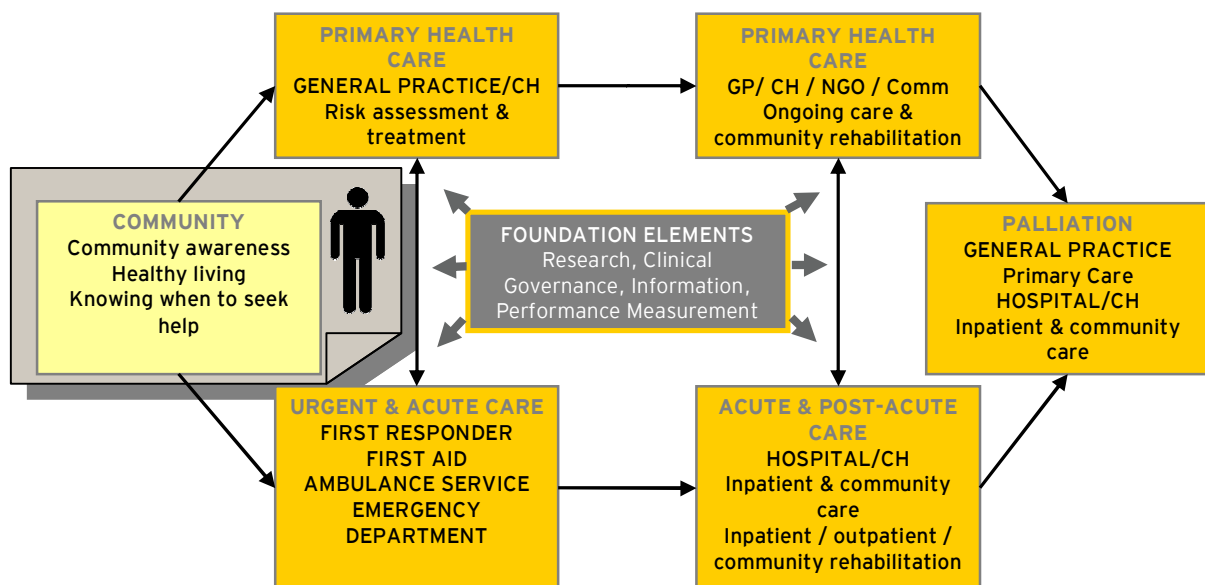 PRIMARY HEALTH
CARE
GENERAL PRACTICE/CH
Risk assessment &
treatment
PRIMARY HEALTH
CARE
GP/ CH / NGO / Comm
Ongoing care &
community rehabilitation
COMMUNITY
Community awareness
Healthy living
Knowing when to seek
help
FOUNDATION ELEMENTS
Research, Clinical
Governance, Information,
Performance Measurement
PALLIATION
GENERAL PRACTICE
Primary Care
HOSPITAL/CH
Inpatient & community
care
URGENT & ACUTE CARE
FIRST RESPONDER
FIRST AID
AMBULANCE SERVICE
EMERGENCY
DEPARTMENT
ACUTE & POST-ACUTE
CARE
HOSPITAL/CH
Inpatient & community
care
Inpatient / outpatient /
community rehabilitation